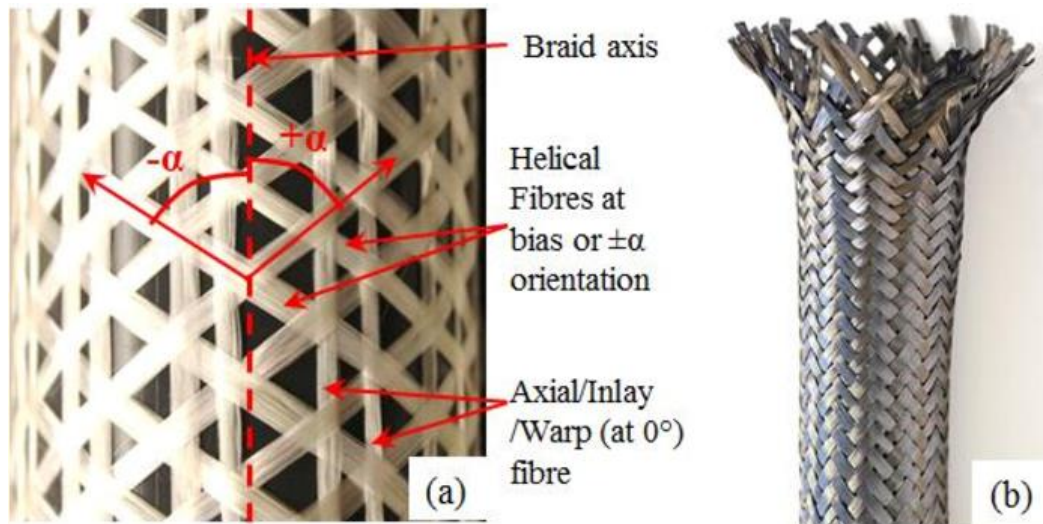 Braid axis
-α
+α
Helical
Fibres at
bias or ±α
orientation
Axial/Inlay
/Warp (at 0°)
fibre
(a)
(b)